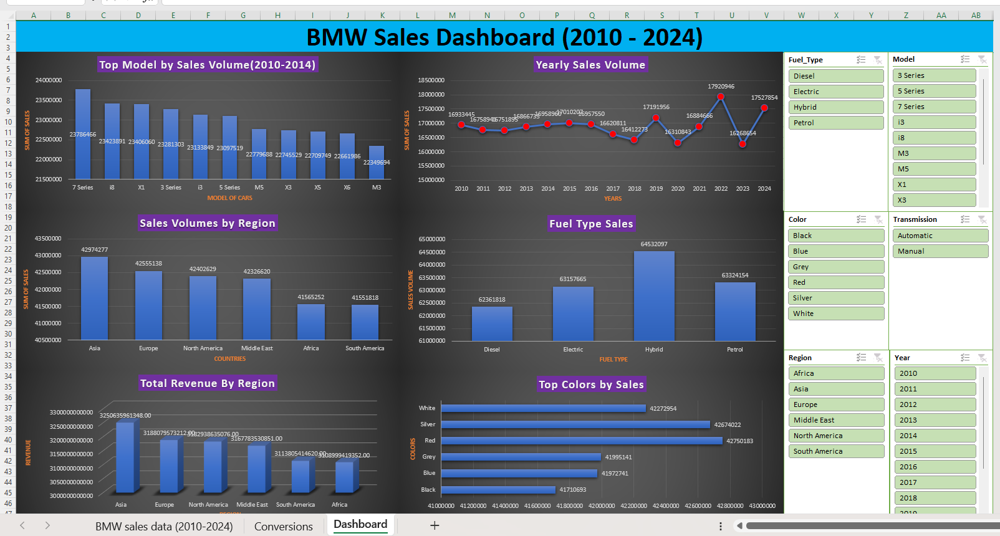 A B C D E F G H I J K L M N O P Q R S T U V W X Y Z AA AB
1 2 3 4 5 6 7 8 9 10 11 12 13 14 15 16 17 18 19 20 21 22 23 24 25 26 27 28 29 30 31 32 33 34 35 36 37 38 39 40 41 42 43 44 45 46
BMW Sales Dashboard (2010 - 2024)
Top Model by Sales Volume(2010-2014)
SUM OF SALES
24000000
23500000
23000000
22500000
22000000
21500000
23786466 23423891 23406060 23281303 23133849 23097519 22779688 22745529 22709749 22661986 22349694
7 Series i8 X1 3 Series i3 5 Series M5 X3 X5 X6 M3
MODEL OF CARS
Yearly Sales Volume
SUM OF SALES
18500000
18000000
17500000
17000000
16500000
16000000
15500000
15000000
16933445 16758941 16751895 16866733 16958960 17010207 16957550 16620811 16412273 17191956 16310843 16884666 17920946 16268654 17527854
2010 2011 2012 2013 2014 2015 2016 2017 2018 2019 2020 2021 2022 2023 2024
YEARS
Fuel_Type
Diesel
Electric
Hybrid
Petrol
Model
3 Series
5 Series
7 Series
i3
i8
M3
M5
X1
X3
Sales Volumes by Region
SUM OF SALES
43500000
43000000
42500000
42000000
41500000
41000000
40500000
42974277 42555138 42402629 42326620 41565252 41551818
Asia Europe North America Middle East Africa South America
COUNTRIES
Fuel Type Sales
SALES VOLIME
65000000
64500000
64000000
63500000
63000000
62500000
62000000
61500000
61000000
62361818 63157665 64532097 63324154
Diesel Electric Hybrid Petrol
FUEL TYPE
Color
Black
Blue
Grey
Red
Silver
White
Transmission
Automatic
Manual
Total Revenue By Region
REVENUE
3300000000000
3250000000000
3200000000000
3150000000000
3100000000000
3050000000000
3000000000000
3250635961348.00 3188079573212.00 3182938635076.00 3167783530851.00 3113805414620.00 3108999419352.00
Asia Europe North America Middle East South America Africa
REGION
Top Colors by Sales
COLORS
White 42272954
Silver 42674022
Red 42750183
Grey 41995141
Blue 41972741
Black 41710693
41000000 41200000 41400000 41600000 41800000 42000000 42200000 42400000 42600000 42800000 43000000
Region
Africa
Asia
Europe
Middle East
North America
South America
Year
2010
2011
2012
2013
2014
2015
2016
2017
2018
2019
BMW sales data (2010-2024) Conversions Dashboard